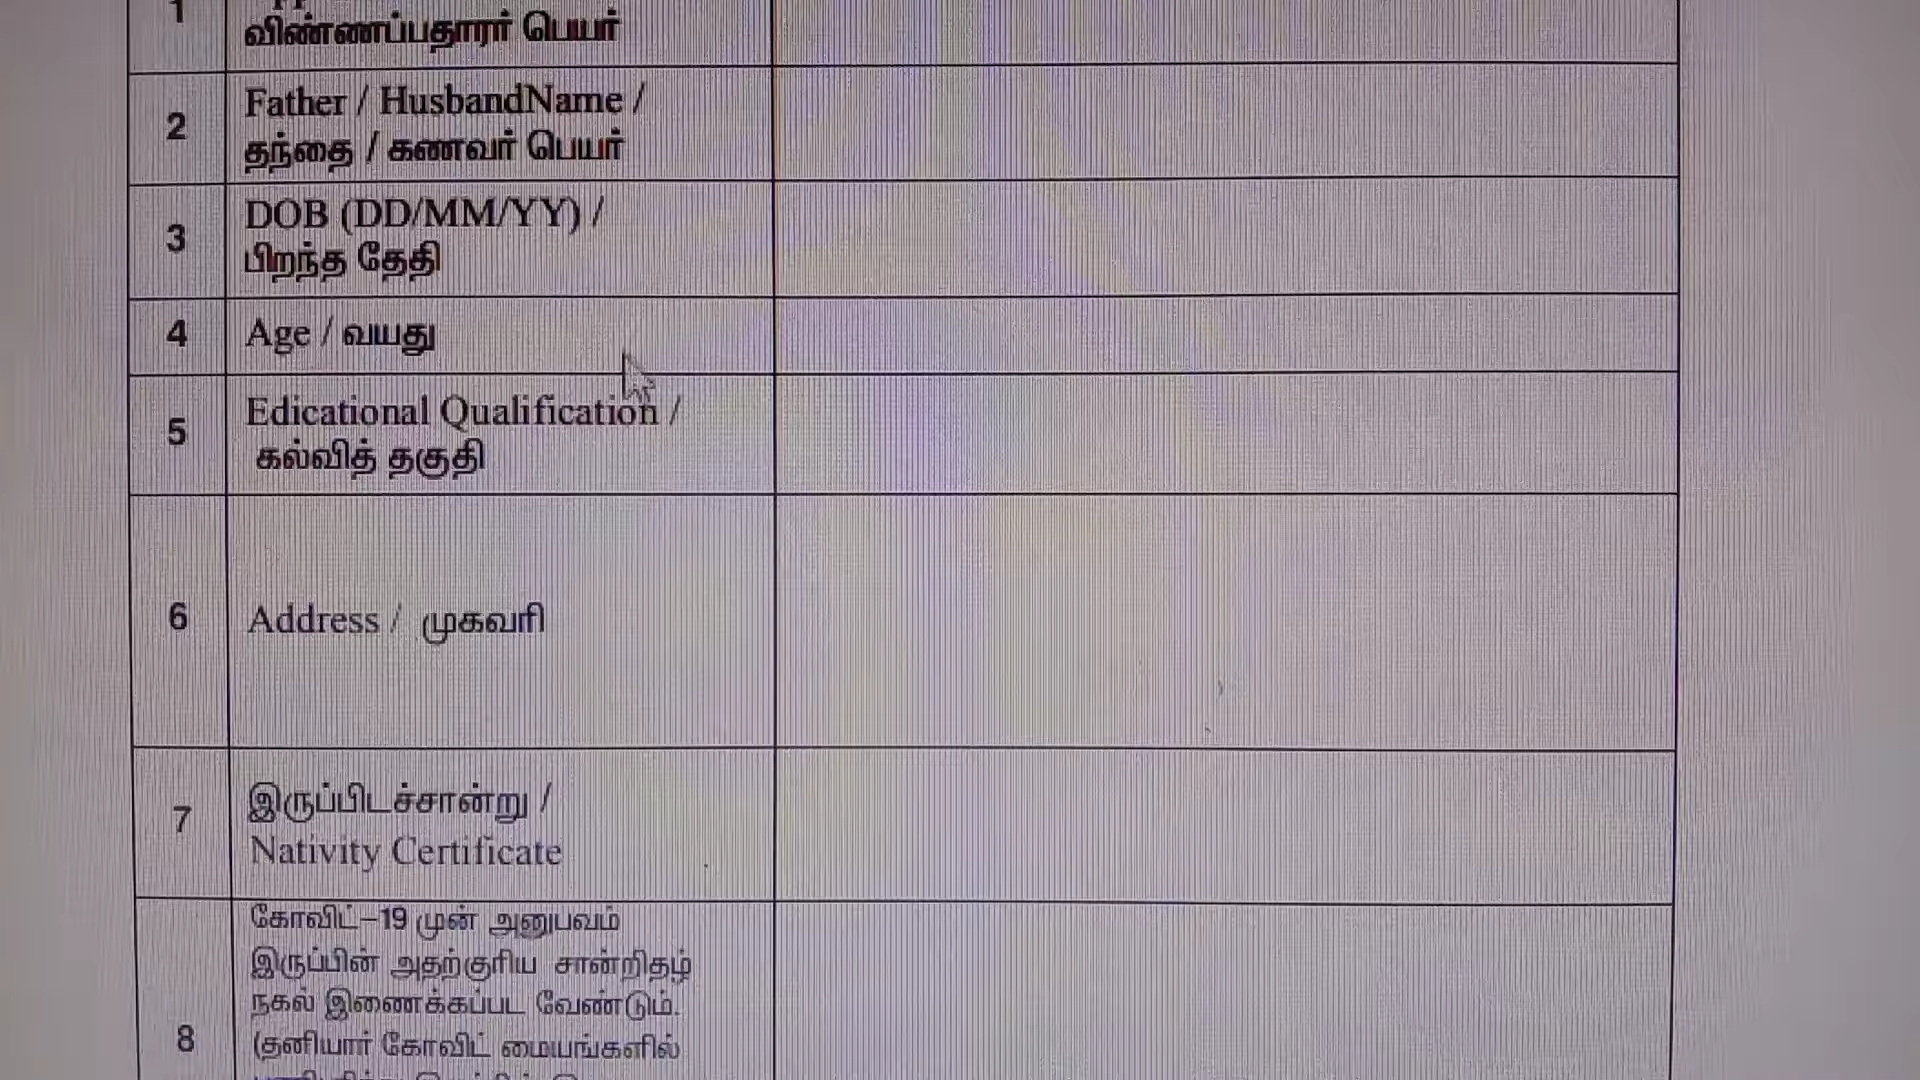 1
விண்ணப்பதாரர் பெயர்
2
Father / HusbandName /
தந்தை / கணவர் பெயர்
3
DOB (DD/MM/YY) /
பிறந்த தேதி
4
Age / வயது
5
Edicational Qualification /
கல்வித் தகுதி
6
Address / முகவரி
7
இருப்பிடச்சான்று /
Nativity Certificate
8
கோவிட்–19 முன் அனுபவம்
இருப்பின் அதற்குரிய சான்றிதழ்
நகல் இணைக்கப்பட வேண்டும்.
(தனியார் கோவிட் மையங்களில்